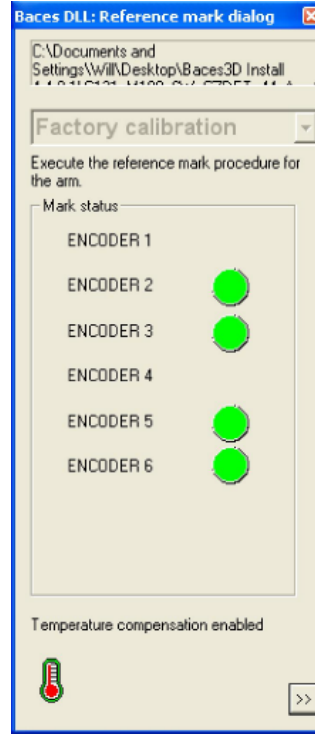 Baces DLL: Reference mark dialog
C:\Documents and
Settings\Will\Desktop\Baces3D Install
Factory calibration
Execute the reference mark procedure for
the arm.
Mark status
ENCODER 1
ENCODER 2
ENCODER 3
ENCODER 4
ENCODER 5
ENCODER 6
Temperature compensation enabled
>>